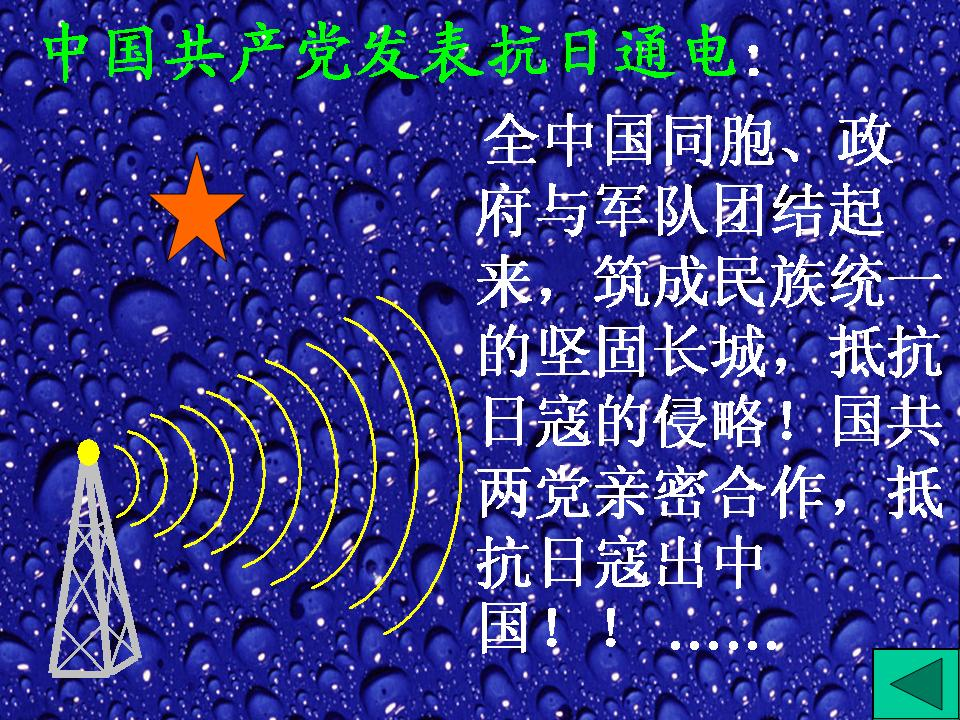 中国共产党发表抗日通电：
全中国同胞、政
府与军队团结起
来，筑成民族统一
的坚固长城，抵抗
日寇的侵略！国共
两党亲密合作，抵
抗日寇出中
国！！ ……